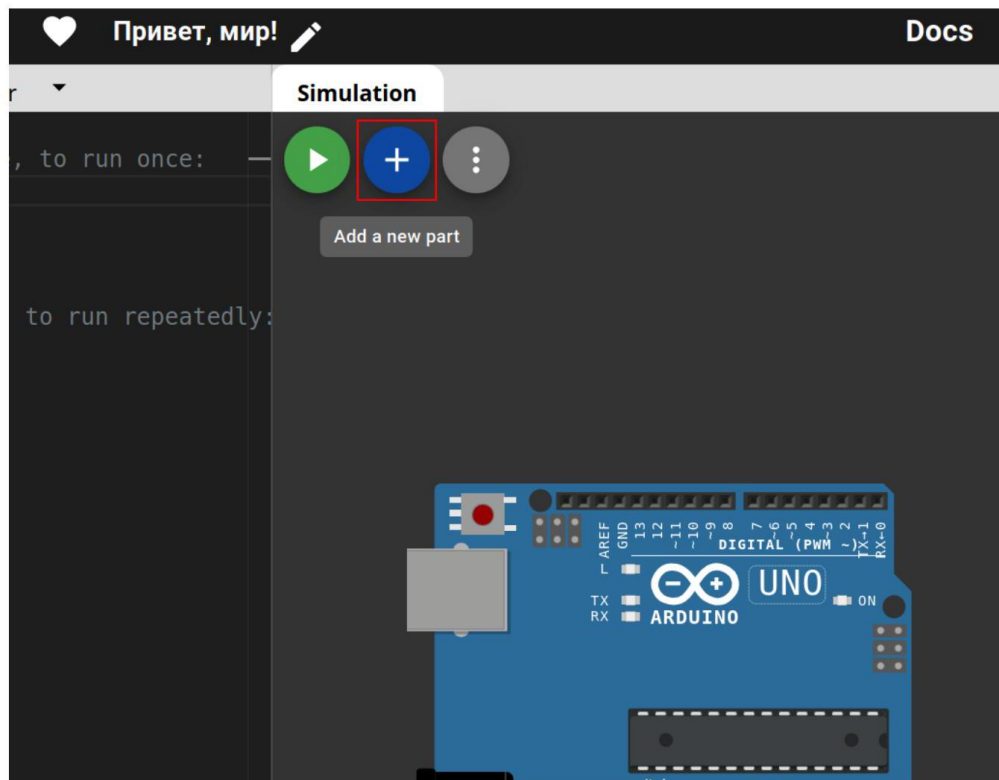 Привет, мир!
Docs
r
Simulation
, to run once:
Add a new part
to run repeatedly:
AREF
GND
13
12
~11
~10
~9
8
7
~6
~5
4
~3
2
TX→1
RX←0
DIGITAL (PWM ~)
L
UNO
TX
ON
RX
ARDUINO